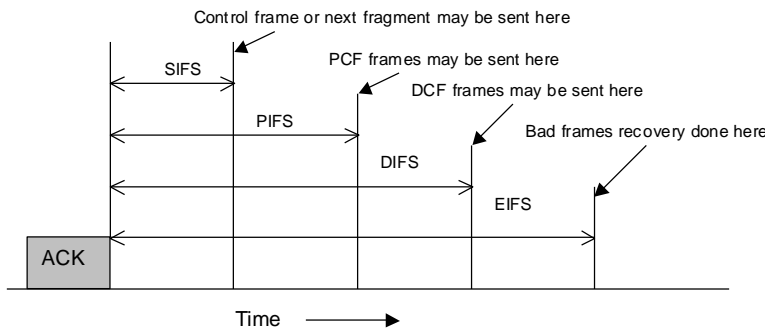 Control frame or next fragment may be sent here
PCF frames may be sent here
SIFS
DCF frames may be sent here
PIFS
Bad frames recovery done here
DIFS
EIFS
ACK
Time